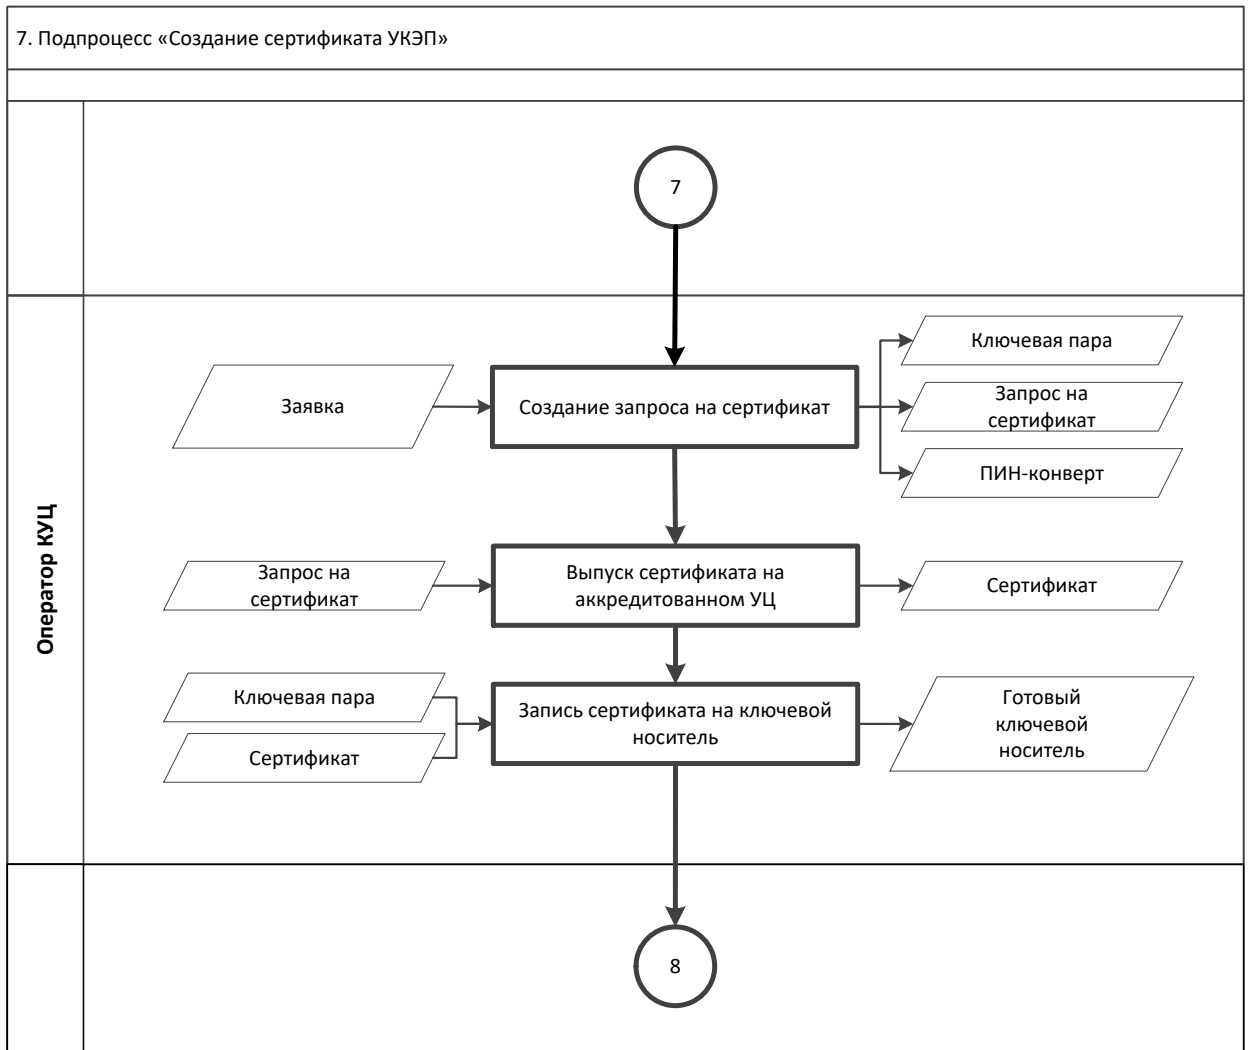 7. Подпроцесс «Создание сертификата УКЭП»
7
Оператор КУЦ
Заявка
Создание запроса на сертификат
Ключевая пара
Запрос на
сертификат
ПИН-конверт
Запрос на
сертификат
Выпуск сертификата на
аккредитованном УЦ
Сертификат
Ключевая пара
Сертификат
Запись сертификата на ключевой
носитель
Готовый
ключевой
носитель
8